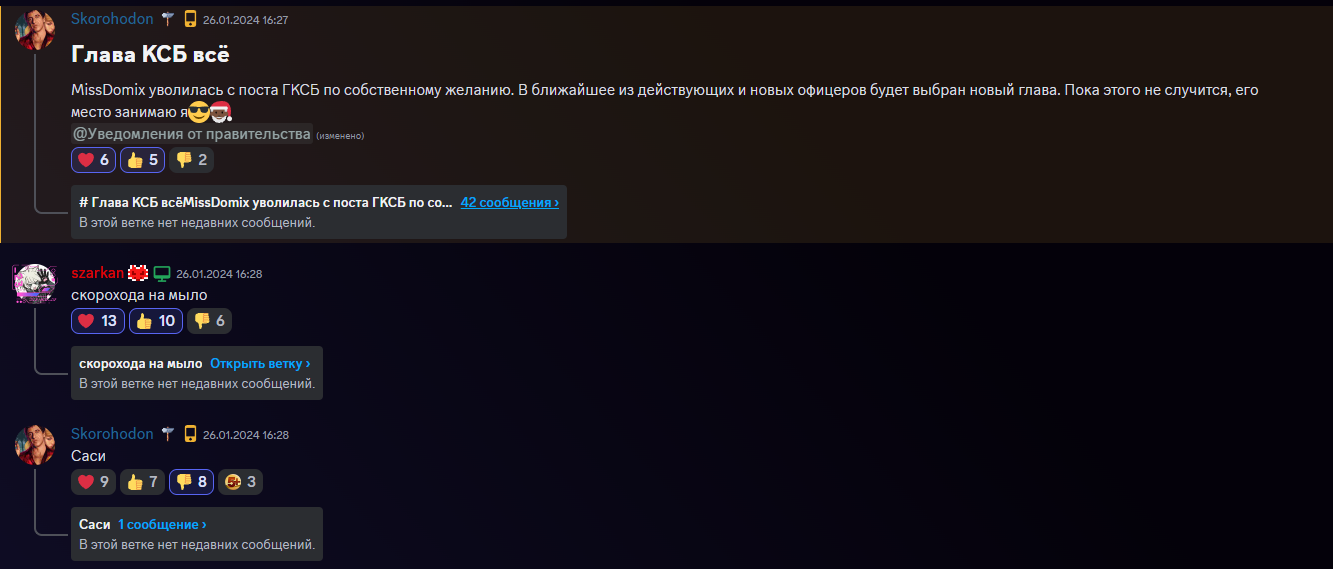 Skorohodon 26.01.2024 16:27
Глава КСБ всё
MissDomix уволилась с поста ГКСБ по собственному желанию. В ближайшее из действующих и новых офицеров будет выбран новый глава. Пока этого не случится, его
место занимаю я😎🎅🏿
@Уведомления от правительства (изменено)
❤️ 6 👍 5 👎 2
# Глава КСБ всёMissDomix уволилась с поста ГКСБ по со... 42 сообщения ›
В этой ветке нет недавних сообщений.
szarkan 26.01.2024 16:28
скорохода на мыло
❤️ 13 👍 10 👎 6
скорохода на мыло Открыть ветку ›
В этой ветке нет недавних сообщений.
Skorohodon 26.01.2024 16:28
Саси
❤️ 9 👍 7 👎 8 3
Саси 1 сообщение ›
В этой ветке нет недавних сообщений.